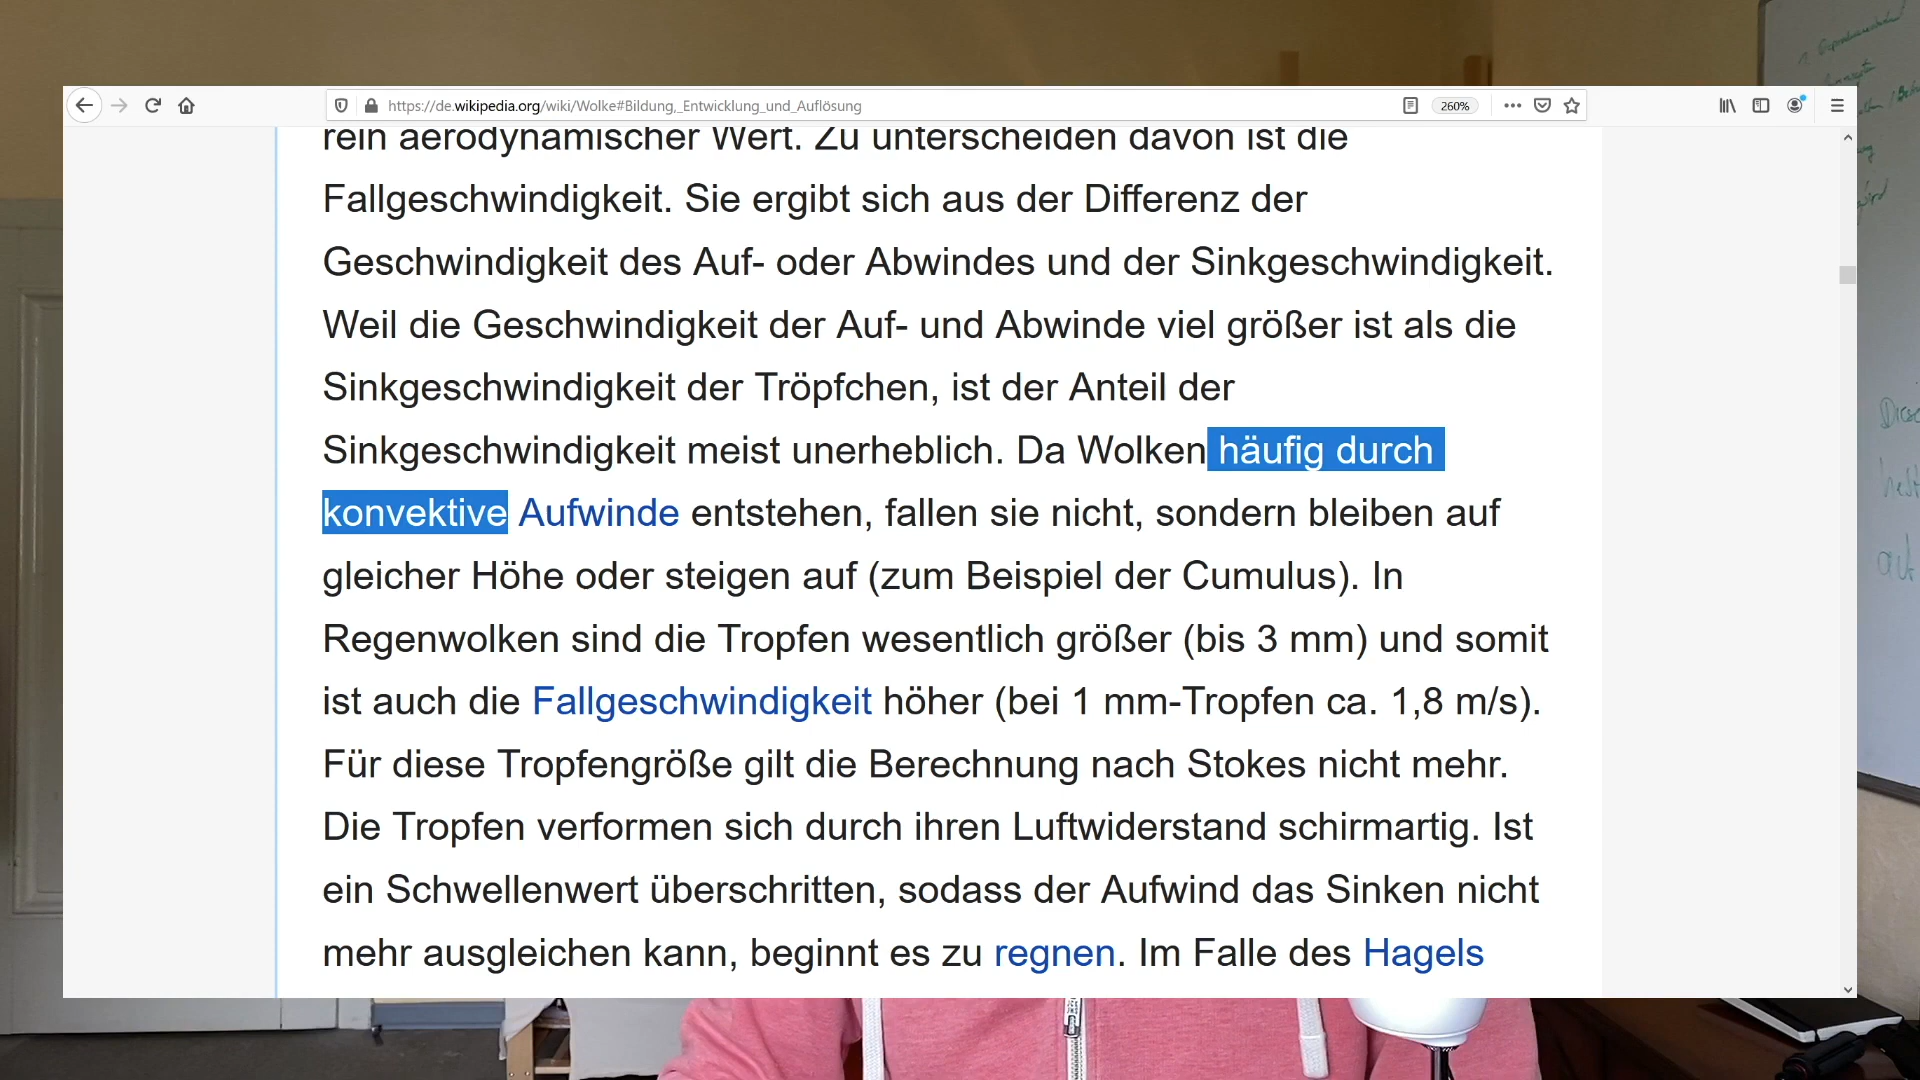 https://de.wikipedia.org/wiki/Wolke#Bildung,_Entwicklung_und_Auflösung
260%
rein aerodynamischer Wert. Zu unterscheiden davon ist die
Fallgeschwindigkeit. Sie ergibt sich aus der Differenz der
Geschwindigkeit des Auf- oder Abwindes und der Sinkgeschwindigkeit.
Weil die Geschwindigkeit der Auf- und Abwinde viel größer ist als die
Sinkgeschwindigkeit der Tröpfchen, ist der Anteil der
Sinkgeschwindigkeit meist unerheblich. Da Wolken häufig durch
konvektive Aufwinde entstehen, fallen sie nicht, sondern bleiben auf
gleicher Höhe oder steigen auf (zum Beispiel der Cumulus). In
Regenwolken sind die Tropfen wesentlich größer (bis 3 mm) und somit
ist auch die Fallgeschwindigkeit höher (bei 1 mm-Tropfen ca. 1,8 m/s).
Für diese Tropfengröße gilt die Berechnung nach Stokes nicht mehr.
Die Tropfen verformen sich durch ihren Luftwiderstand schirmartig. Ist
ein Schwellenwert überschritten, sodass der Aufwind das Sinken nicht
mehr ausgleichen kann, beginnt es zu regnen. Im Falle des Hagels